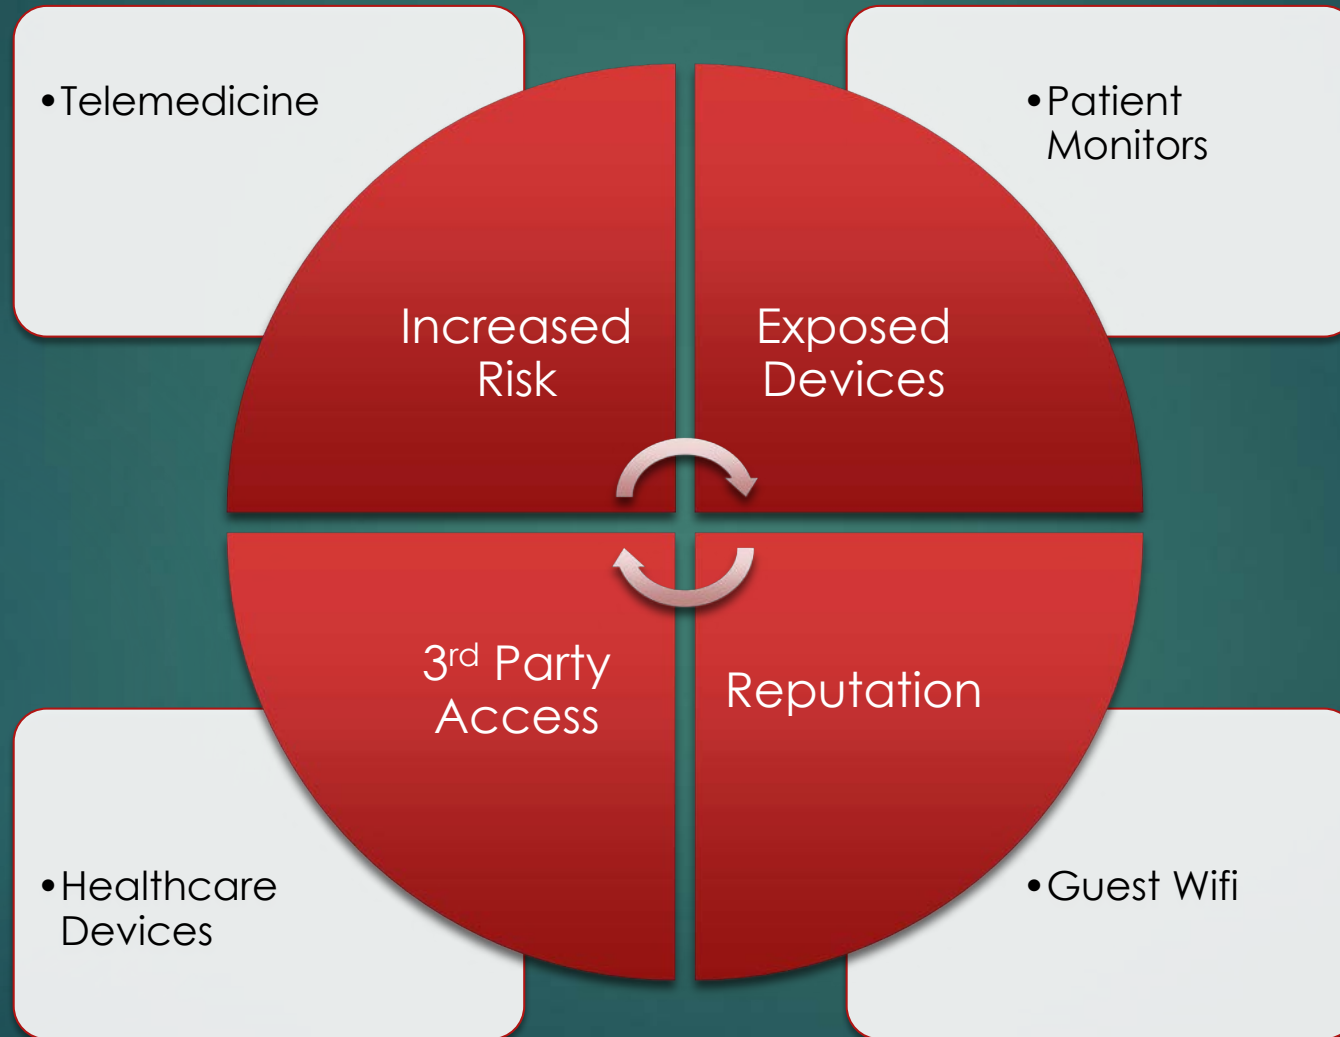 •Telemedicine
•Patient
Monitors
Increased
Risk
Exposed
Devices
3rd Party
Access
Reputation
•Healthcare
Devices
•Guest Wifi